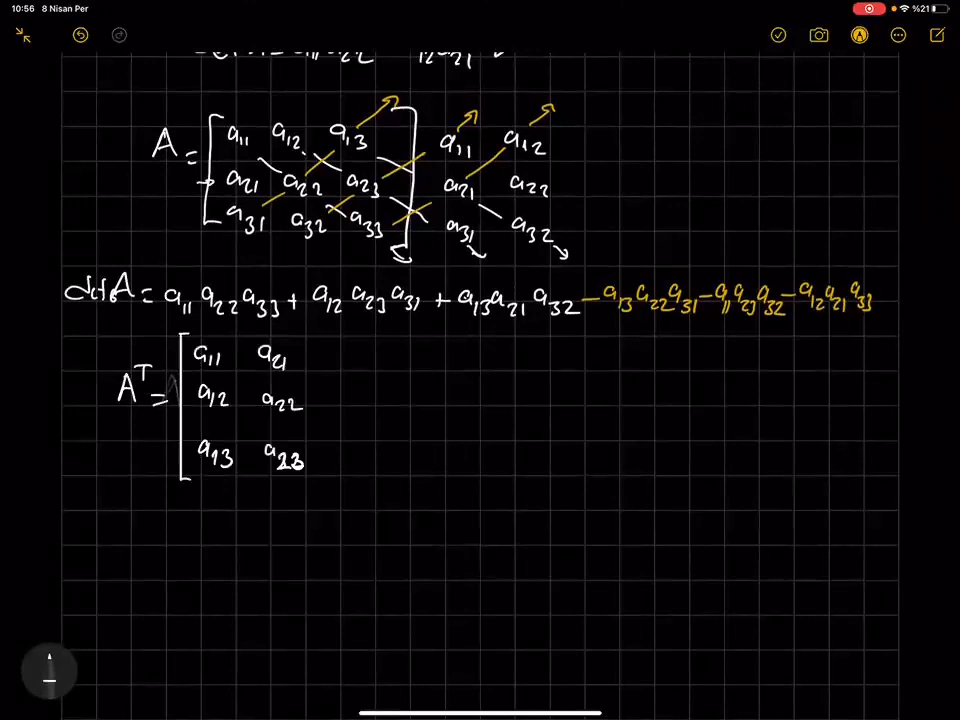 10:56 8 Nisan Per %21
a₁₁ a₁₂ a₁₃ a₁₁ a₁₂
A = a₂₁ a₂₂ a₂₃ a₂₁ a₂₂
a₃₁ a₃₂ a₃₃ a₃₁ a₃₂
A = a₁₁ a₂₂ a₃₃ + a₁₂ a₂₃ a₃₁ + a₁₃ a₂₁ a₃₂ - a₁₃ a₂₂ a₃₁ - a₁₁ a₂₃ a₃₂ - a₁₂ a₂₁ a₃₃
a₁₁ a₂₁
Aᵀ = a₁₂ a₂₂
a₁₃ a₂₃